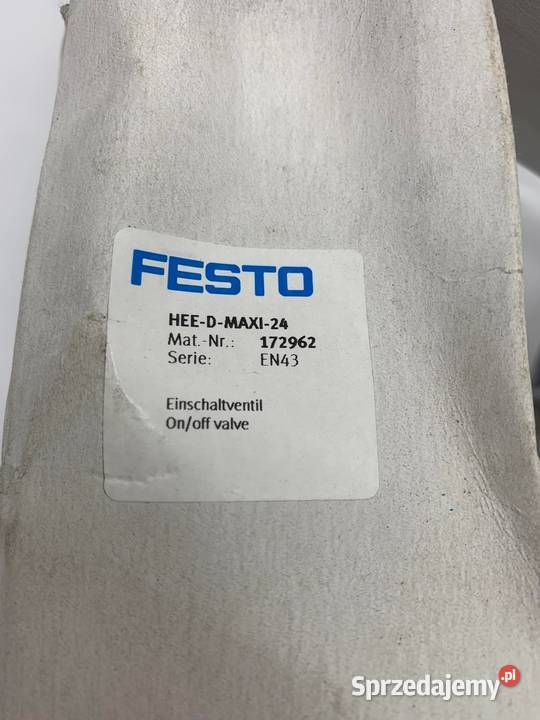 FESTO
HEE-D-MAXI-24
Mat.-Nr.: 172962
Serie: EN43
Einschaltventil
On/off valve
Sprzedajemy.pl